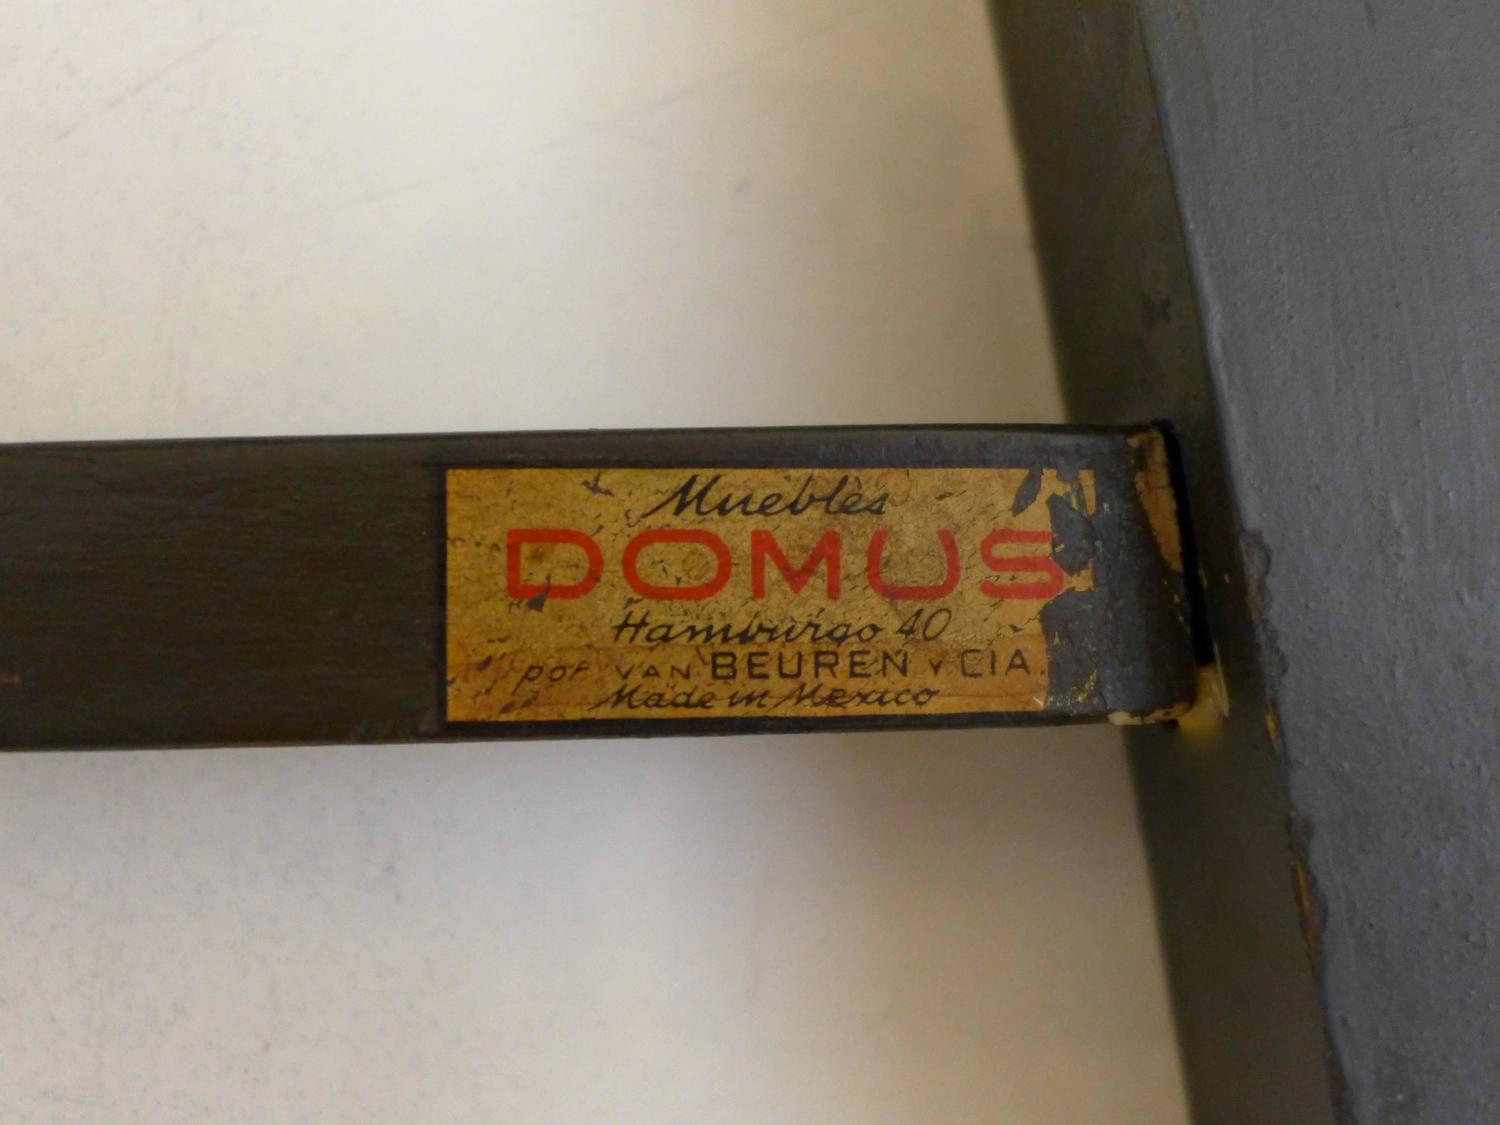 Muebles
DOMUS
Hamburgo 40
por VAN BEUREN Y CIA.
Made in Mexico